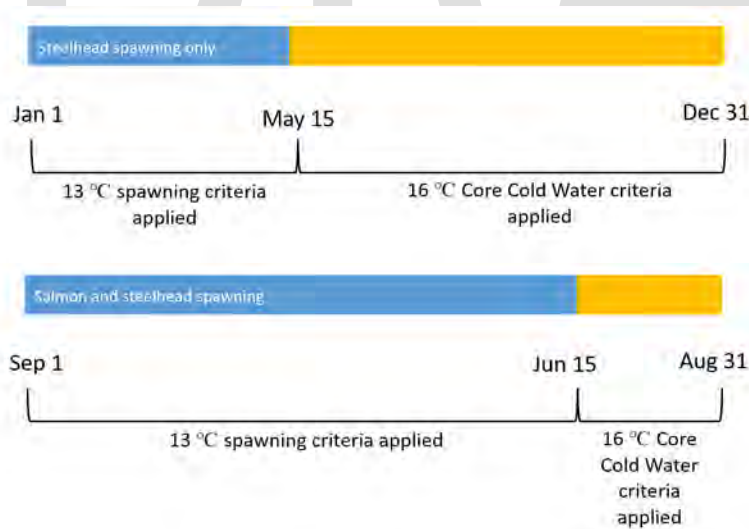 Steelhead spawning only
Jan 1
May 15
Dec 31
13 ℃ spawning criteria
applied
16 ℃ Core Cold Water criteria
applied
Salmon and steelhead spawning
Sep 1
Jun 15
Aug 31
13 ℃ spawning criteria applied
16 ℃ Core
Cold Water
criteria
applied